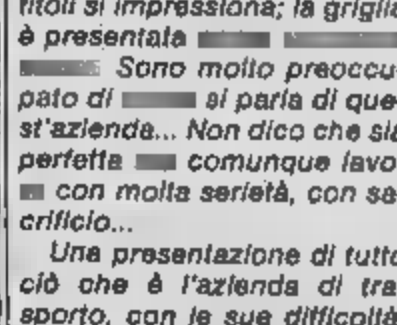 titoli si impressiona; la griglia
è presentata
Sono molto preoccu-
pato di si parla di que-
st'azienda... Non dico che sia
perfetta comunque lavo-
con molta serietà, con sa-
crificio...
Una presentazione di tutto
ciò che è l'azienda di tra-
sporto, con le sue difficoltà